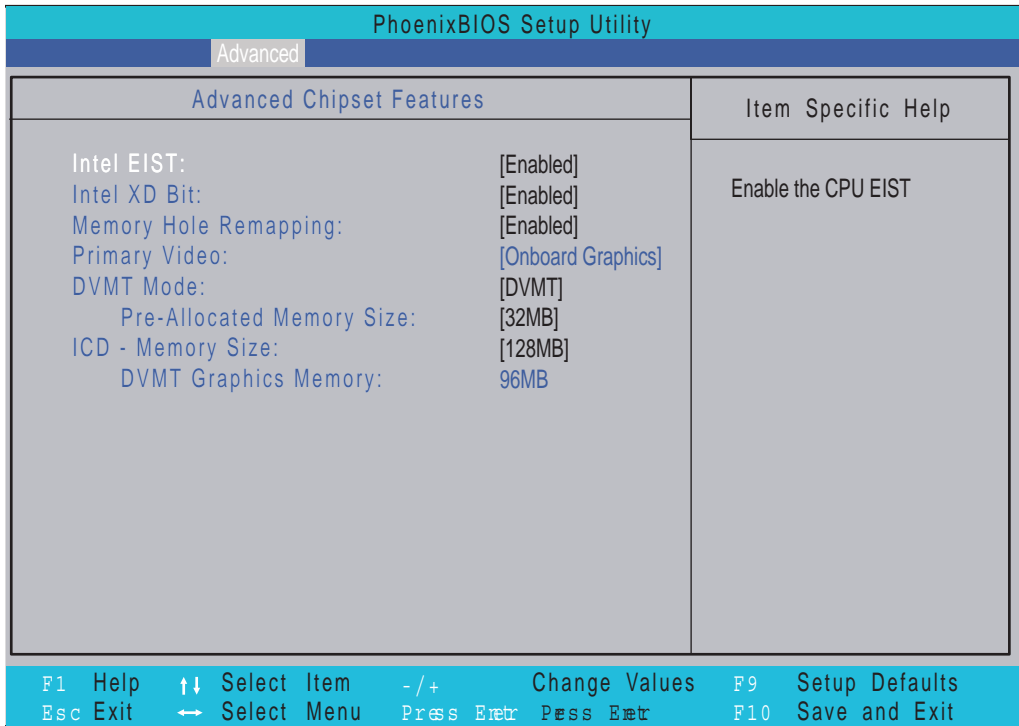 PhoenixBIOS Setup Utility
Advanced
Advanced Chipset Features
Item Specific Help
Intel EIST: [Enabled]
Intel XD Bit: [Enabled]
Memory Hole Remapping: [Enabled]
Primary Video: [Onboard Graphics]
DVMT Mode: [DVMT]
Pre-Allocated Memory Size: [32MB]
ICD - Memory Size: [128MB]
DVMT Graphics Memory: 96MB
Enable the CPU EIST
F1 Help ↑↓ Select Item -/+ Change Values F9 Setup Defaults
Esc Exit ↔ Select Menu Press Press F10 Save and Exit